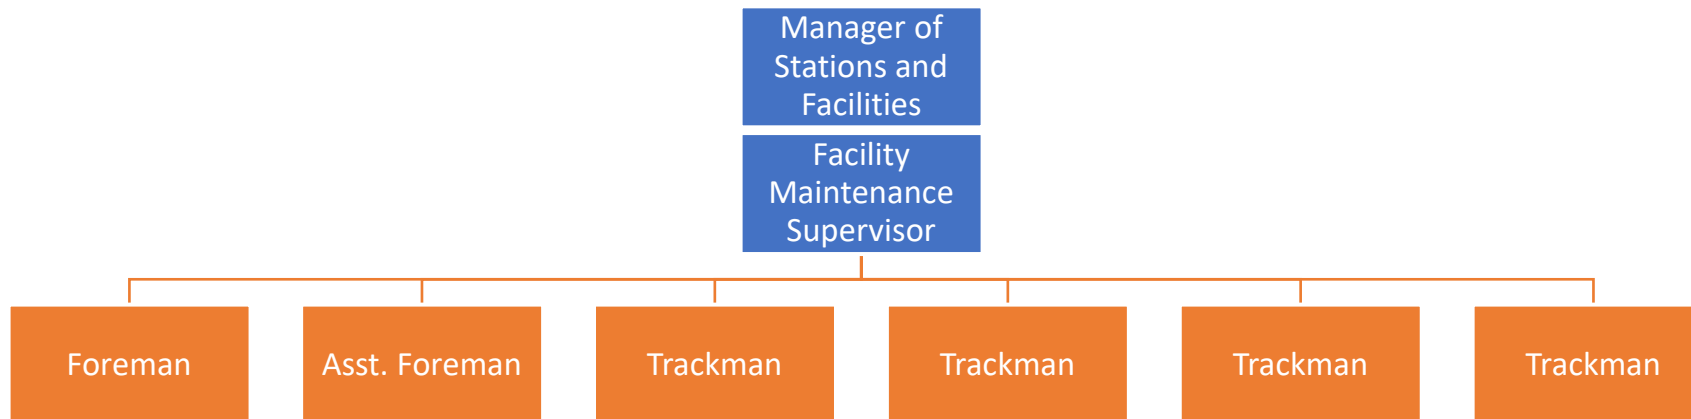 Manager of
Stations and
Facilities
Facility
Maintenance
Supervisor
Foreman
Asst. Foreman
Trackman
Trackman
Trackman
Trackman